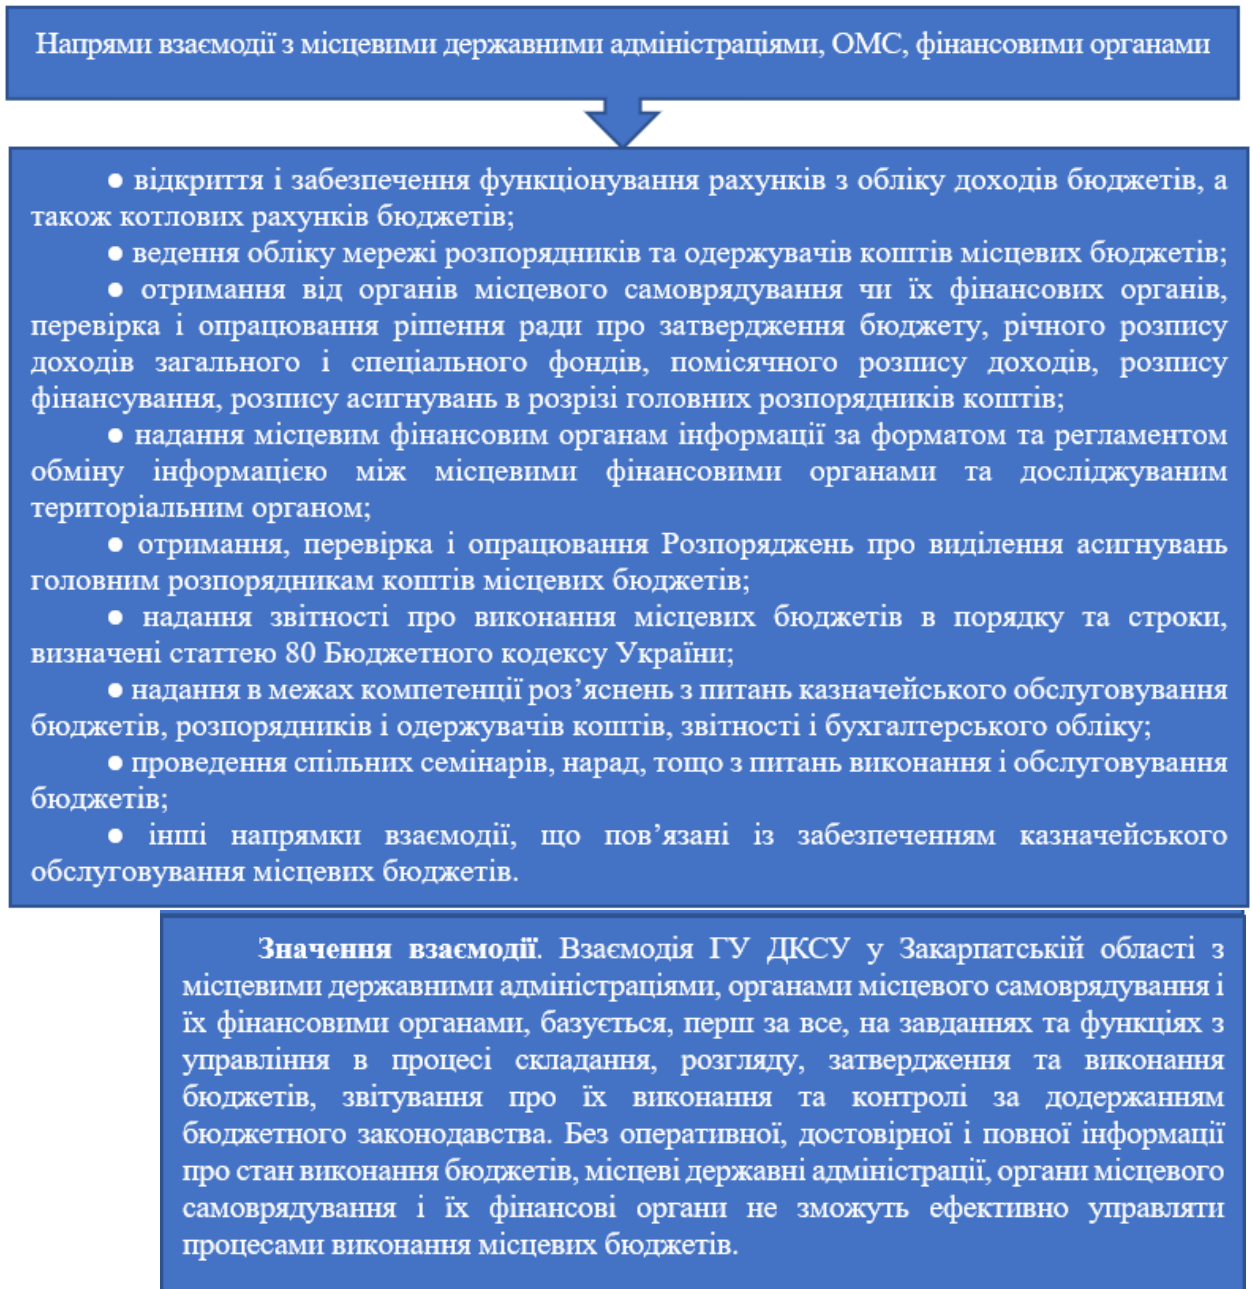 Напрями взаємодії з місцевими державними адміністраціями, ОМС, фінансовими органами
● відкриття і забезпечення функціонування рахунків з обліку доходів бюджетів, а
також котлових рахунків бюджетів;
● ведення обліку мережі розпорядників та одержувачів коштів місцевих бюджетів;
● отримання від органів місцевого самоврядування чи їх фінансових органів,
перевірка і опрацювання рішення ради про затвердження бюджету, річного розпису
доходів загального і спеціального фондів, помісячного розпису доходів, розпису
фінансування, розпису асигнувань в розрізі головних розпорядників коштів;
● надання місцевим фінансовим органам інформації за форматом та регламентом
обміну інформацією між місцевими фінансовими органами та досліджуваним
територіальним органом;
● отримання, перевірка і опрацювання Розпоряджень про виділення асигнувань
головним розпорядникам коштів місцевих бюджетів;
● надання звітності про виконання місцевих бюджетів в порядку та строки,
визначені статтею 80 Бюджетного кодексу України;
● надання в межах компетенції роз’яснень з питань казначейського обслуговування
бюджетів, розпорядників і одержувачів коштів, звітності і бухгалтерського обліку;
● проведення спільних семінарів, нарад, тощо з питань виконання і обслуговування
бюджетів;
● інші напрямки взаємодії, що пов’язані із забезпеченням казначейського
обслуговування місцевих бюджетів.
Значення взаємодії. Взаємодія ГУ ДКСУ у Закарпатській області з
місцевими державними адміністраціями, органами місцевого самоврядування і
їх фінансовими органами, базується, перш за все, на завданнях та функціях з
управління в процесі складання, розгляду, затвердження та виконання
бюджетів, звітування про їх виконання та контролі за додержанням
бюджетного законодавства. Без оперативної, достовірної і повної інформації
про стан виконання бюджетів, місцеві державні адміністрації, органи місцевого
самоврядування і їх фінансові органи не зможуть ефективно управляти
процесами виконання місцевих бюджетів.